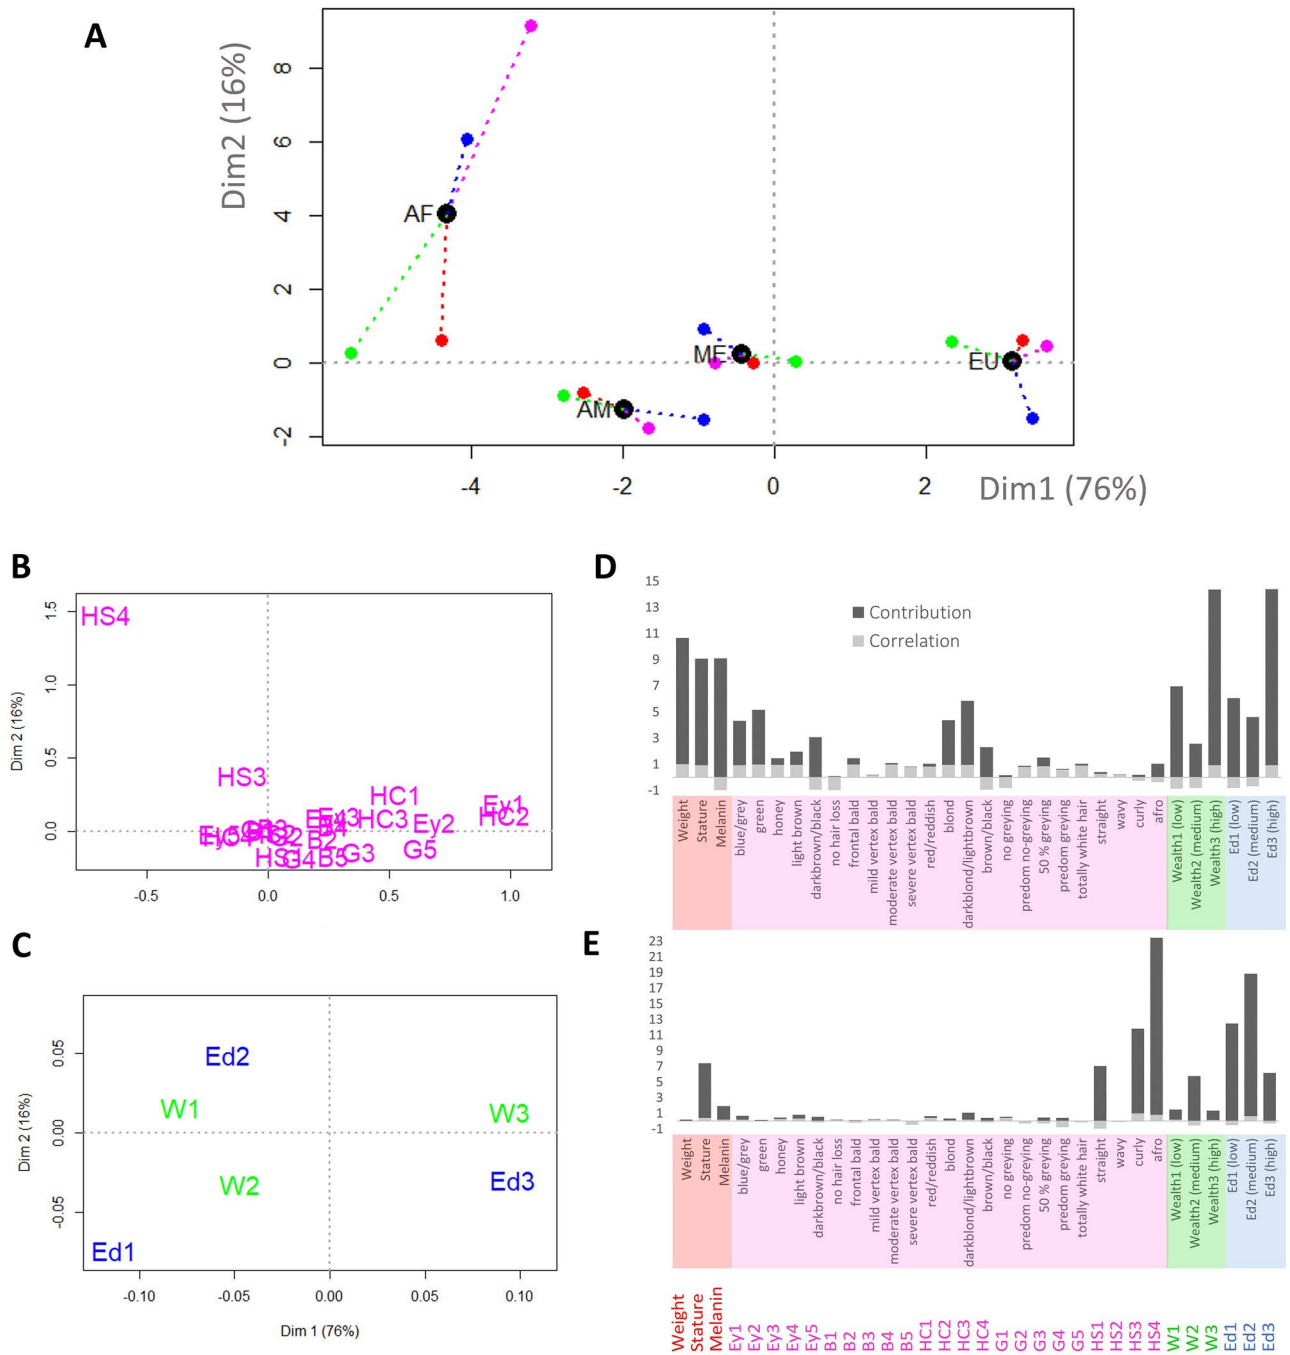 A
Dim2 (16%)
8
6
4
2
0
-2
AF
ME
AM
EU
-4
-2
0
2
Dim1 (76%)
B
Dim 2 (16%)
1.5
1.0
0.5
0.0
HS4
HS3
HC1
Ey1
HC3
HC2
Ey3
Ey2
B2
G4
B5
G3
G5
-0.5
0.0
0.5
1.0
C
Dim 2 (16%)
0.05
0.00
-0.05
Ed2
W1
W3
W2
Ed3
Ed1
-0.10
-0.05
0.00
0.05
0.10
Dim 1 (76%)
D
15
13
11
9
7
5
3
1
-1
Contribution
Correlation
Weight
Stature
Melanin
blue/grey
green
honey
light brown
darkbrown/black
no hair loss
frontal bald
mild vertex bald
moderate vertex bald
severe vertex bald
red/reddish
blond
darkblond/lightbrown
brown/black
no greying
predom no-greying
50 % greying
predom greying
totally white hair
straight
wavy
curly
afro
Wealth1 (low)
Wealth2 (medium)
Wealth3 (high)
Ed1 (low)
Ed2 (medium)
Ed3 (high)
E
23
21
19
17
15
13
11
9
7
5
3
1
-1
Weight
Stature
Melanin
blue/grey
green
honey
light brown
darkbrown/black
no hair loss
frontal bald
mild vertex bald
moderate vertex bald
severe vertex bald
red/reddish
blond
darkblond/lightbrown
brown/black
no greying
predom no-greying
50 % greying
predom greying
totally white hair
straight
wavy
curly
afro
Wealth1 (low)
Wealth2 (medium)
Wealth3 (high)
Ed1 (low)
Ed2 (medium)
Ed3 (high)
Weight
Stature
Melanin
Ey1
Ey2
Ey3
Ey4
Ey5
B1
B2
B3
B4
B5
HC1
HC2
HC3
HC4
G1
G2
G3
G4
G5
HS1
HS2
HS3
HS4
W1
W2
W3
Ed1
Ed2
Ed3